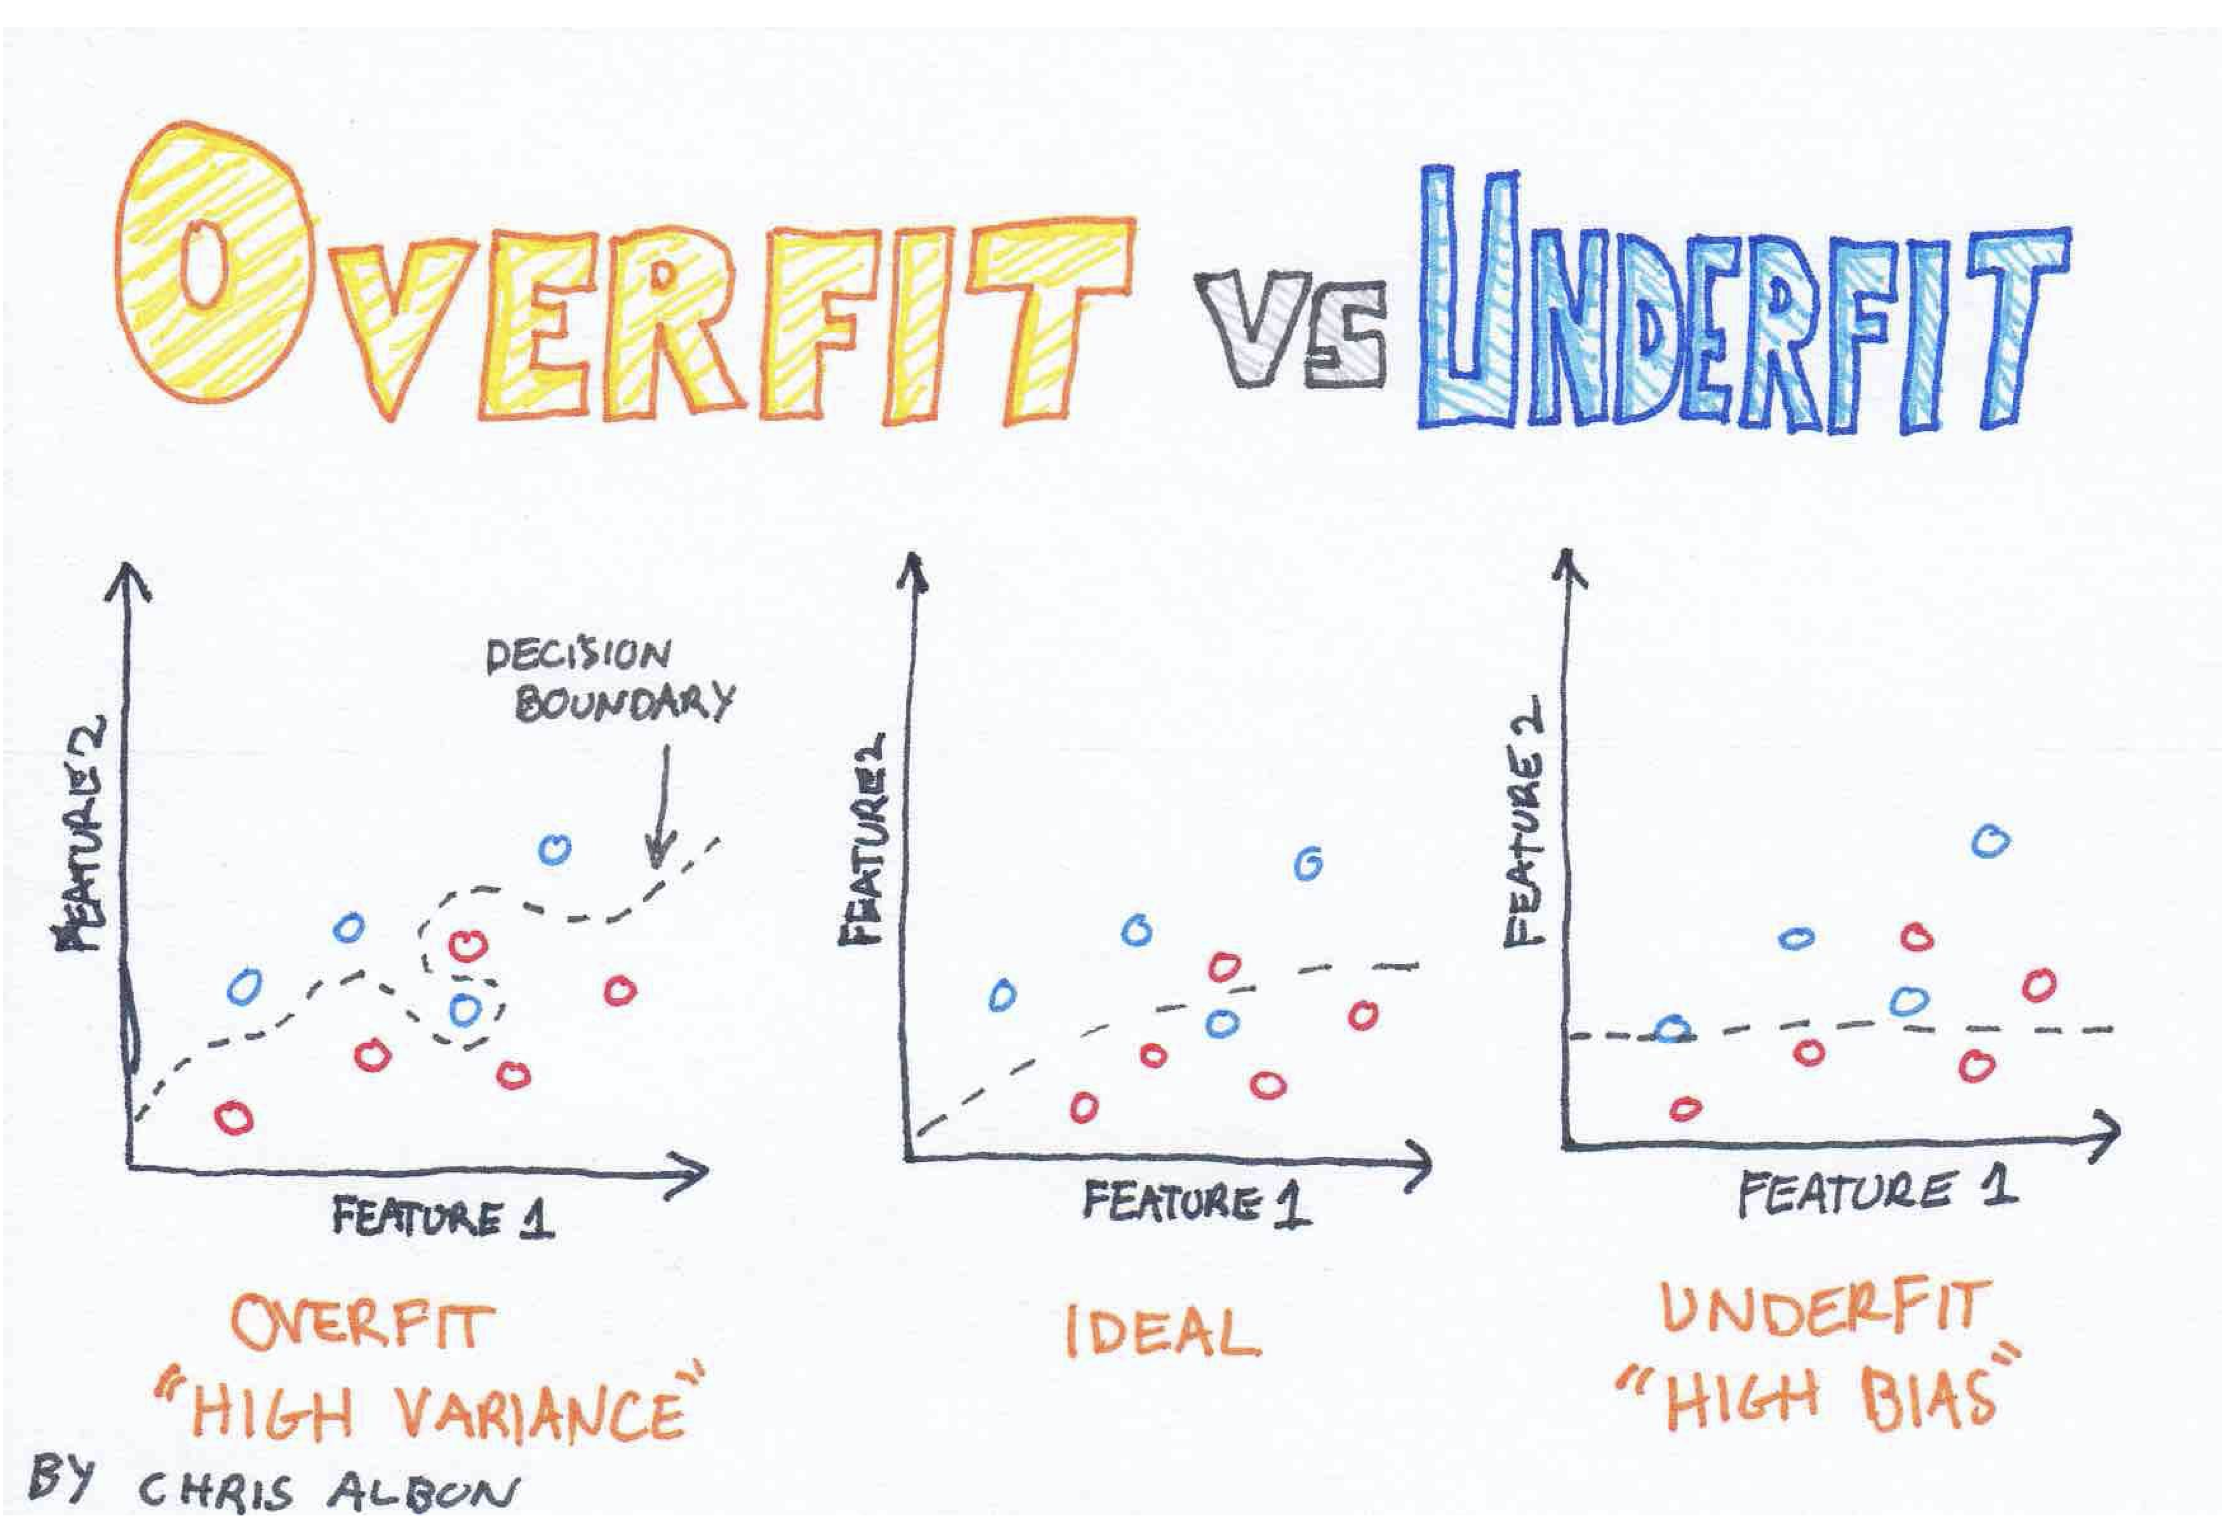 OVERFIT VS UNDERFIT
DECISION
BOUNDARY
FEATURE 2
FEATURE 1
FEATURE 2
FEATURE 1
FEATURE 2
FEATURE 1
OVERFIT
"HIGH VARIANCE"
IDEAL
UNDERFIT
"HIGH BIAS"
BY CHRIS ALBON